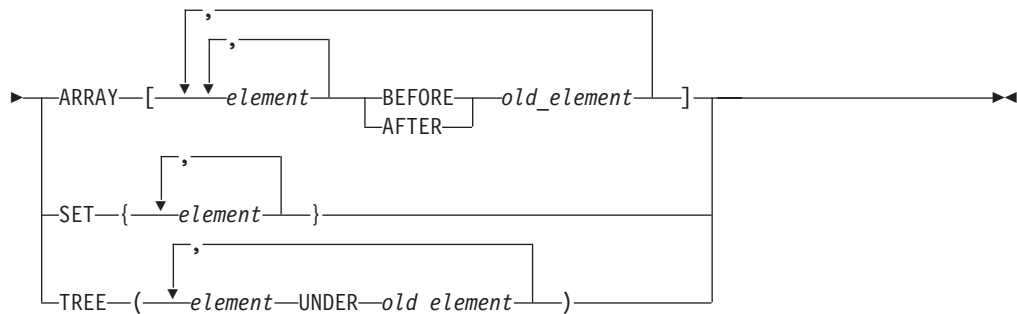 ,
,
ARRAY [ element BEFORE old_element ]
AFTER
,
SET { element }
,
TREE ( element UNDER old element )